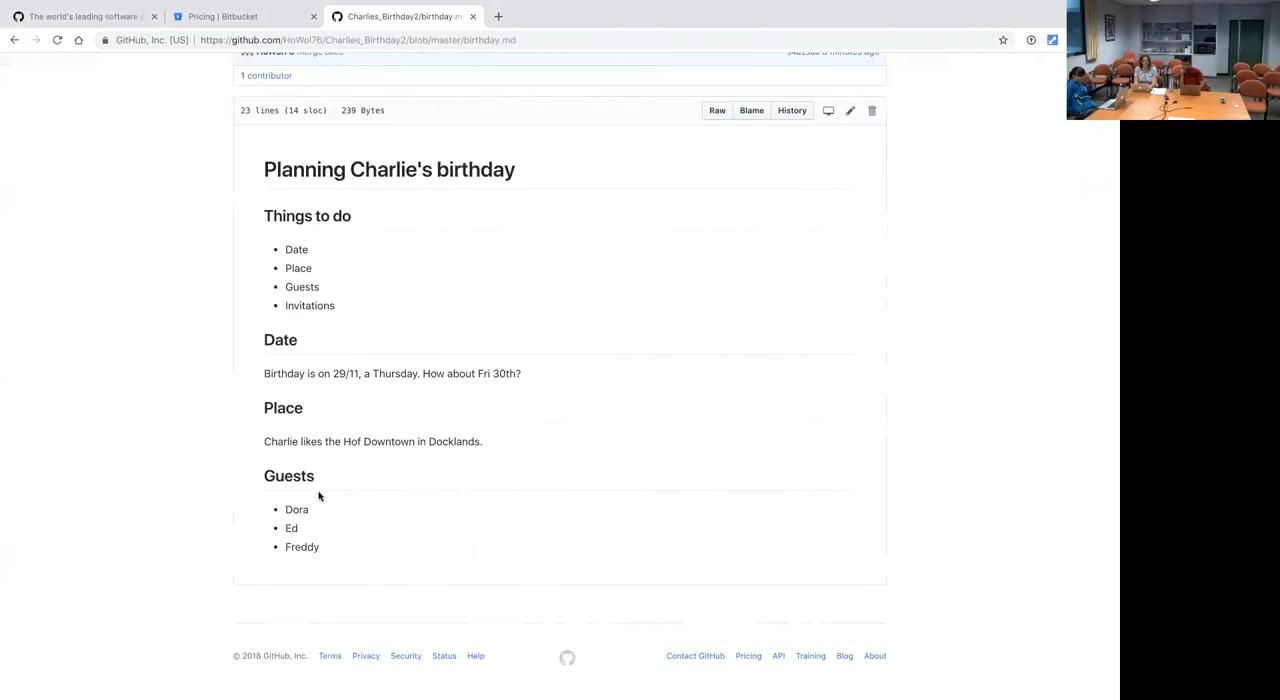 The world's leading software
Pricing | Bitbucket
Charlies_Birthday2/birthday.m
GitHub, Inc. [US]
https://github.com/HoWol76/Charlies_Birthday2/blob/master/birthday.md
1 contributor
23 lines (14 sloc)
239 Bytes
Raw
Blame
History
Planning Charlie's birthday
Things to do
Date
Place
Guests
Invitations
Date
Birthday is on 29/11, a Thursday. How about Fri 30th?
Place
Charlie likes the Hof Downtown in Docklands.
Guests
Dora
Ed
Freddy
© 2018 GitHub, Inc.
Terms
Privacy
Security
Status
Help
Contact GitHub
Pricing
API
Training
Blog
About